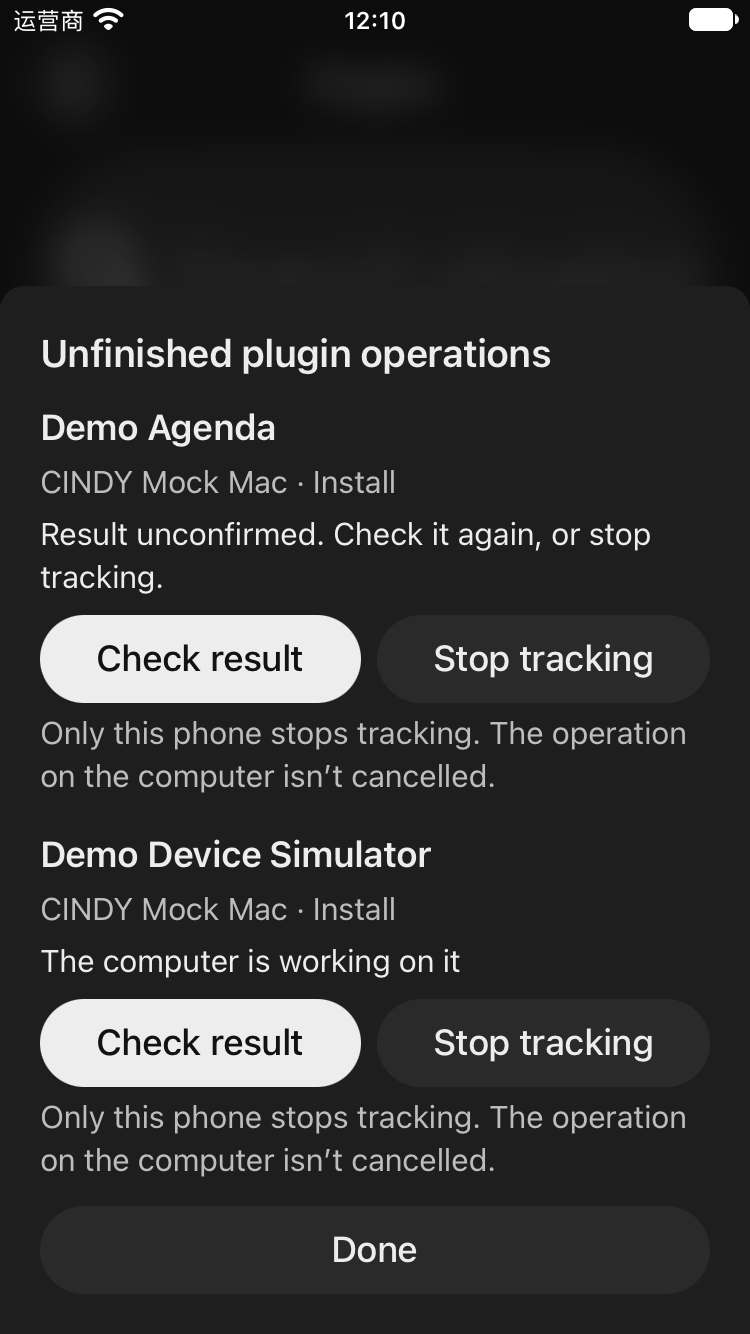 运营商 12:10
Unfinished plugin operations
Demo Agenda
CINDY Mock Mac · Install
Result unconfirmed. Check it again, or stop
tracking.
Check result Stop tracking
Only this phone stops tracking. The operation
on the computer isn’t cancelled.
Demo Device Simulator
CINDY Mock Mac · Install
The computer is working on it
Check result Stop tracking
Only this phone stops tracking. The operation
on the computer isn’t cancelled.
Done